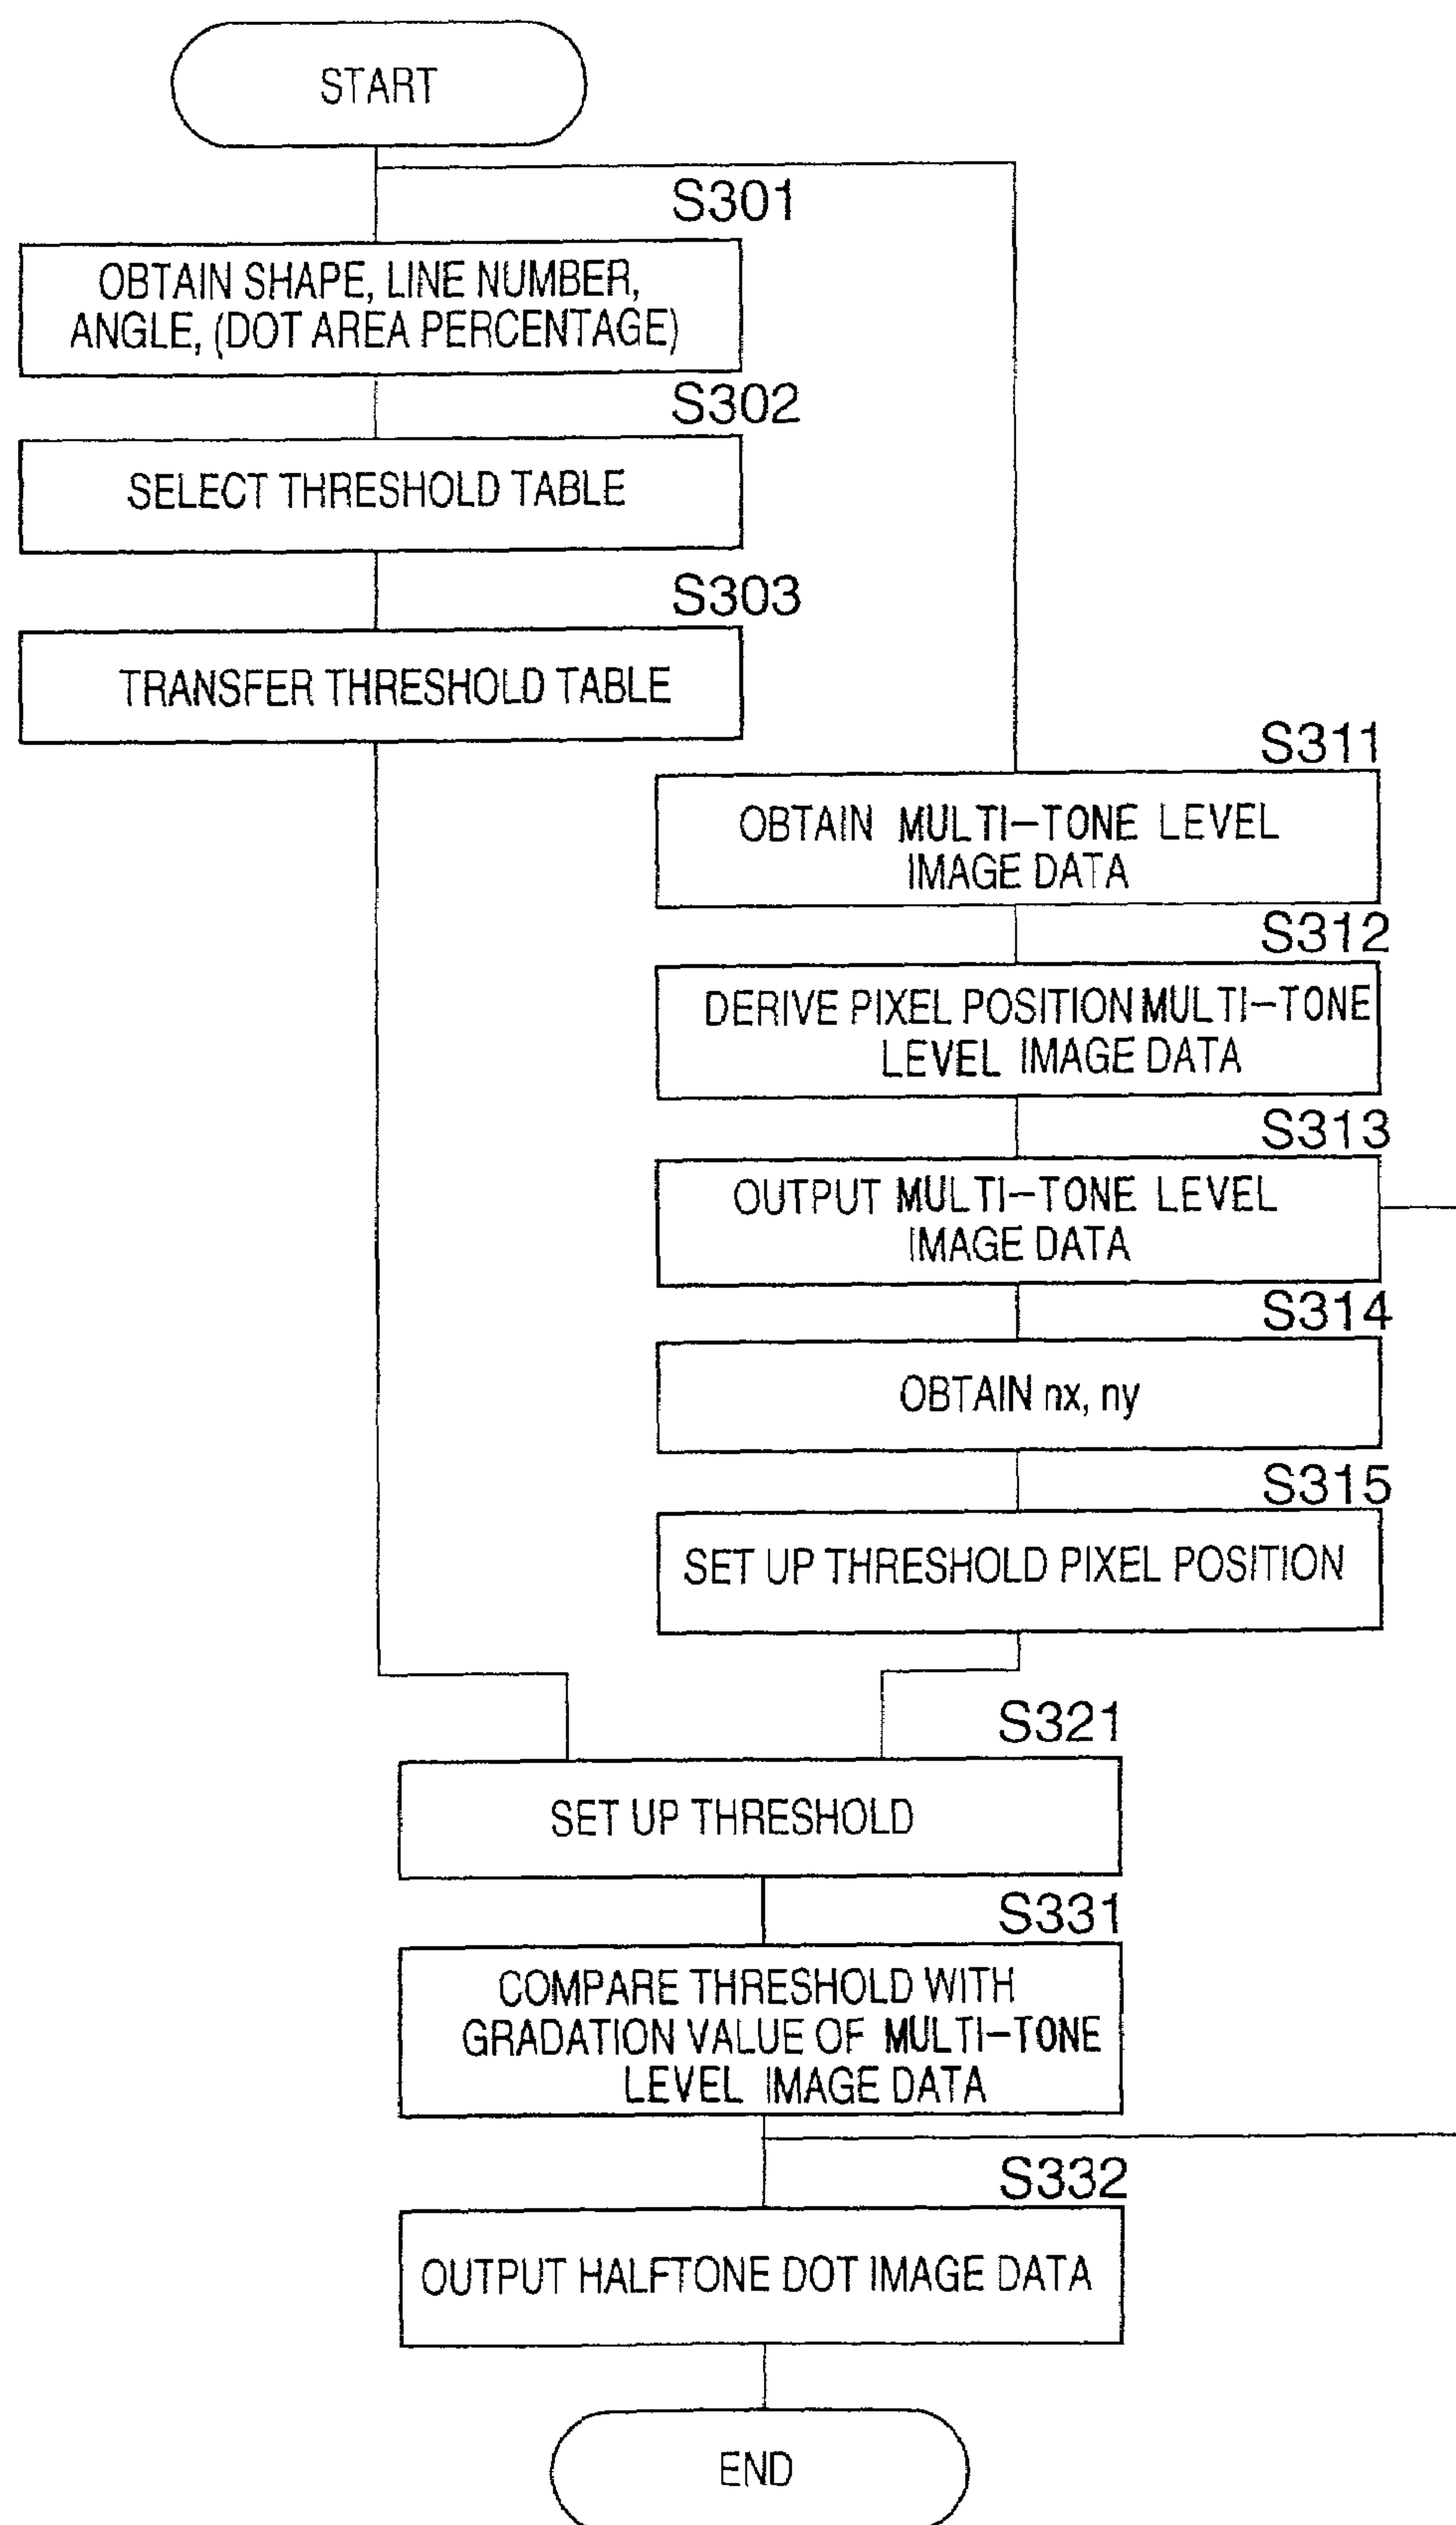 START
S301
OBTAIN SHAPE, LINE NUMBER,
ANGLE, (DOT AREA PERCENTAGE)
S302
SELECT THRESHOLD TABLE
S303
TRANSFER THRESHOLD TABLE
S311
OBTAIN MULTI-TONE LEVEL
IMAGE DATA
S312
DERIVE PIXEL POSITION MULTI-TONE
LEVEL IMAGE DATA
S313
OUTPUT MULTI-TONE LEVEL
IMAGE DATA
S314
OBTAIN nx, ny
S315
SET UP THRESHOLD PIXEL POSITION
S321
SET UP THRESHOLD
S331
COMPARE THRESHOLD WITH
GRADATION VALUE OF MULTI-TONE
LEVEL IMAGE DATA
S332
OUTPUT HALFTONE DOT IMAGE DATA
END